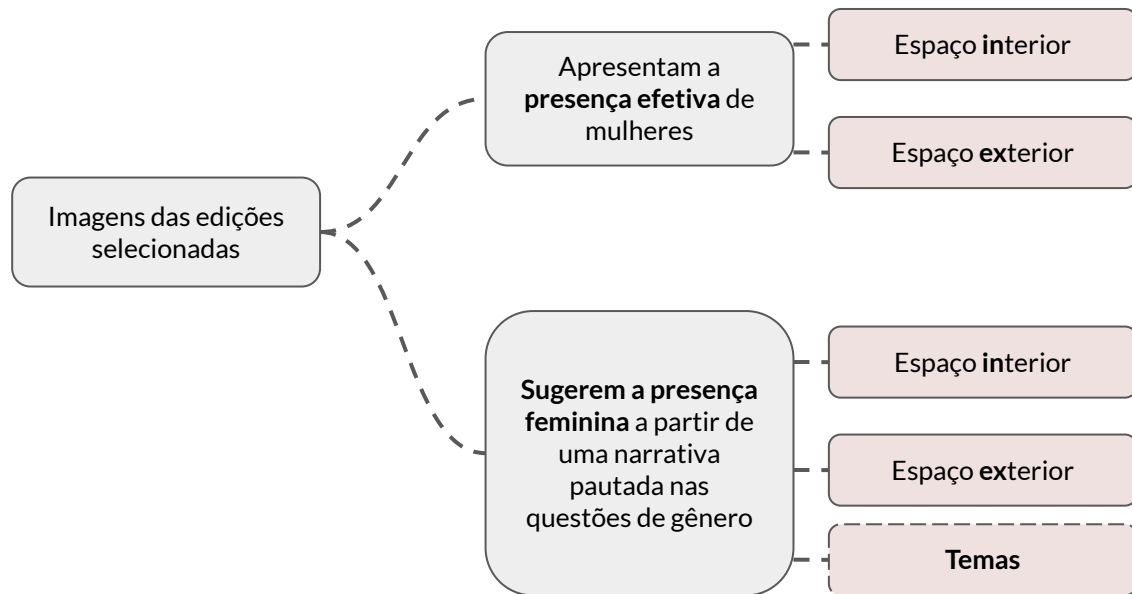 Imagens das edições
selecionadas
Apresentam a
presença efetiva de
mulheres
Espaço interior
Espaço exterior
Sugerem a presença
feminina a partir de
uma narrativa
pautada nas
questões de gênero
Espaço interior
Espaço exterior
Temas